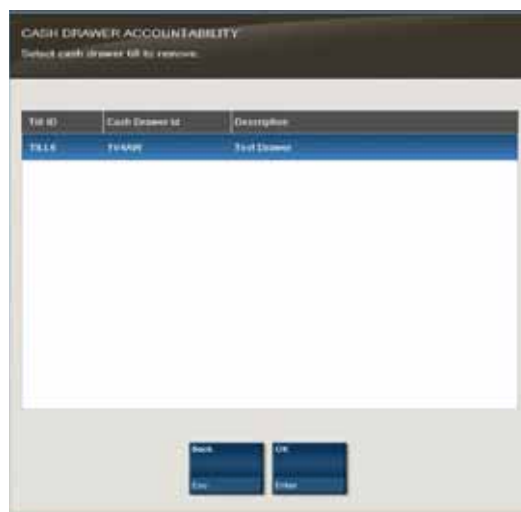 CASH DRAWER ACCOUNTABILITY
Select cash drawer till to remove.
Till ID Cash Drawer Id Description
Test Drawer
Back OK
Esc Enter